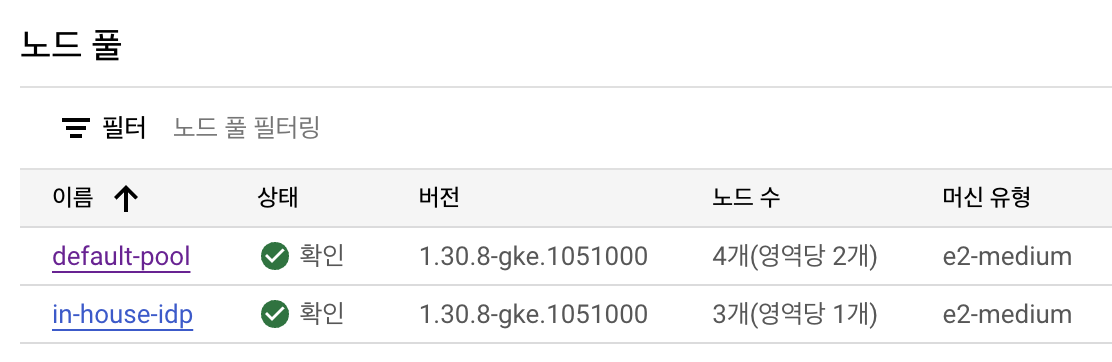 노드 풀
필터 노드 풀 필터링
이름 상태 버전 노드 수 머신 유형
default-pool 확인 1.30.8-gke.1051000 4개(영역당 2개) e2-medium
in-house-idp 확인 1.30.8-gke.1051000 3개(영역당 1개) e2-medium